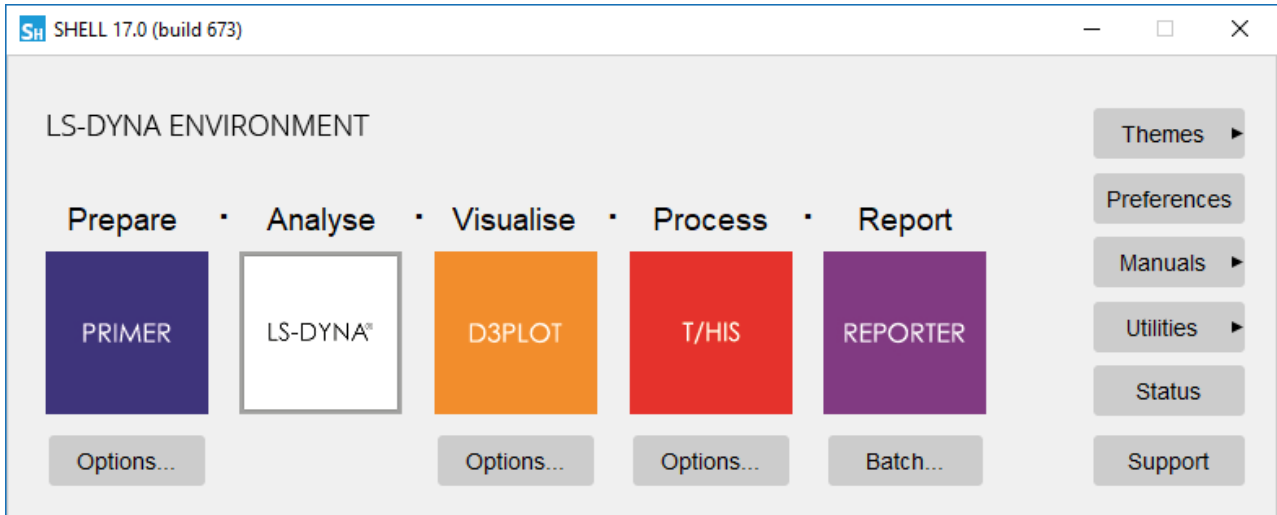 SH SHELL 17.0 (build 673)
LS-DYNA ENVIRONMENT
Themes
Preferences
Prepare · Analyse · Visualise · Process · Report
Manuals
PRIMER LS-DYNA® D3PLOT T/HIS REPORTER
Utilities
Status
Options... Options... Options... Batch... Support